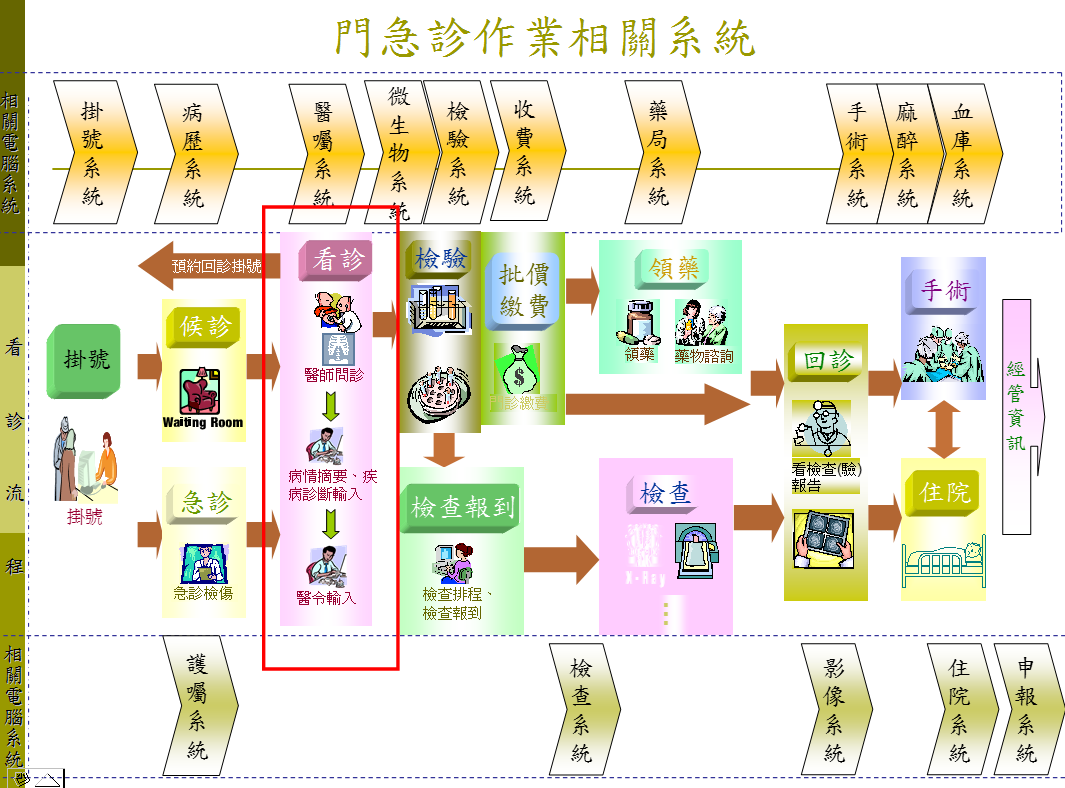 門急診作業相關系統
相關電腦系統
掛號系統
病歷系統
醫囑系統
微生物系統
檢驗系統
收費系統
藥局系統
手術系統
麻醉系統
血庫系統
看診流程
掛號
掛號
預約回診掛號
候診
Waiting Room
急診
急診檢傷
看診
醫師問診
病情摘要、疾
病診斷輸入
醫令輸入
檢驗
批價
繳費
$
門診繳費
領藥
領藥
藥物諮詢
檢查報到
檢查排程、
檢查報到
檢查
X-Ray
回診
看檢查(驗)
報告
手術
住院
經管資訊
相關電腦系統
護囑系統
檢查系統
影像系統
住院系統
申報系統